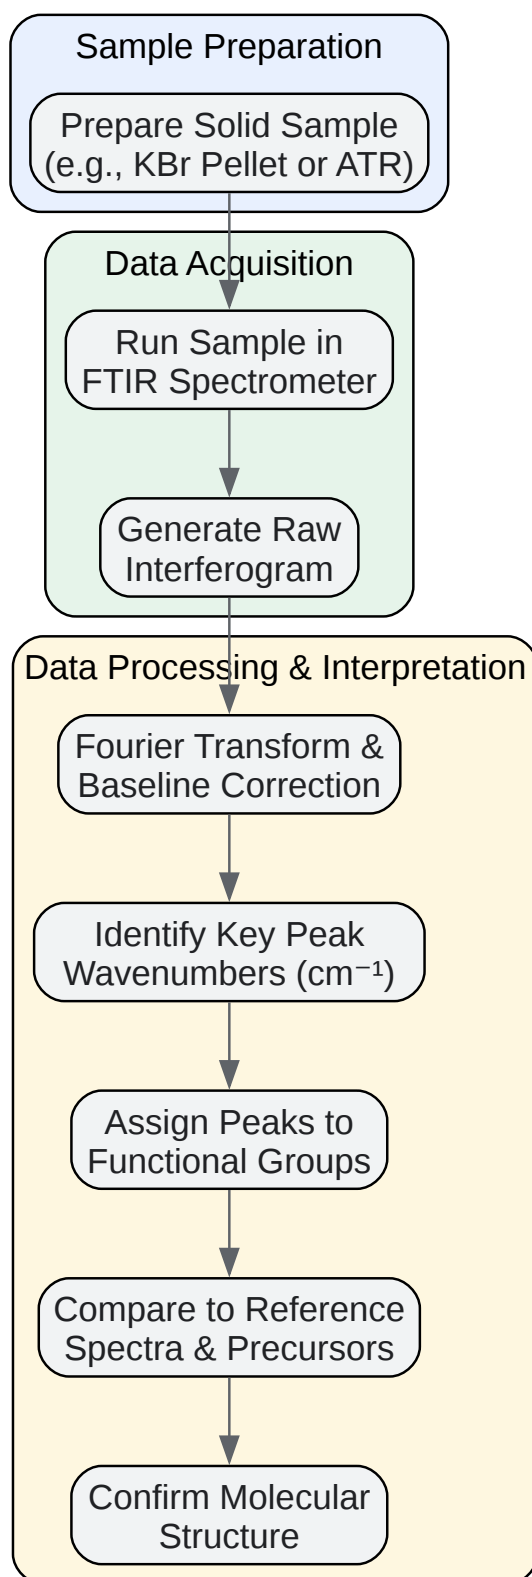 Sample Preparation
Prepare Solid Sample
(e.g., KBr Pellet or ATR)
Data Acquisition
Run Sample in
FTIR Spectrometer
Generate Raw
Interferogram
Data Processing & Interpretation
Fourier Transform &
Baseline Correction
Identify Key Peak
Wavenumbers (cm⁻¹)
Assign Peaks to
Functional Groups
Compare to Reference
Spectra & Precursors
Confirm Molecular
Structure